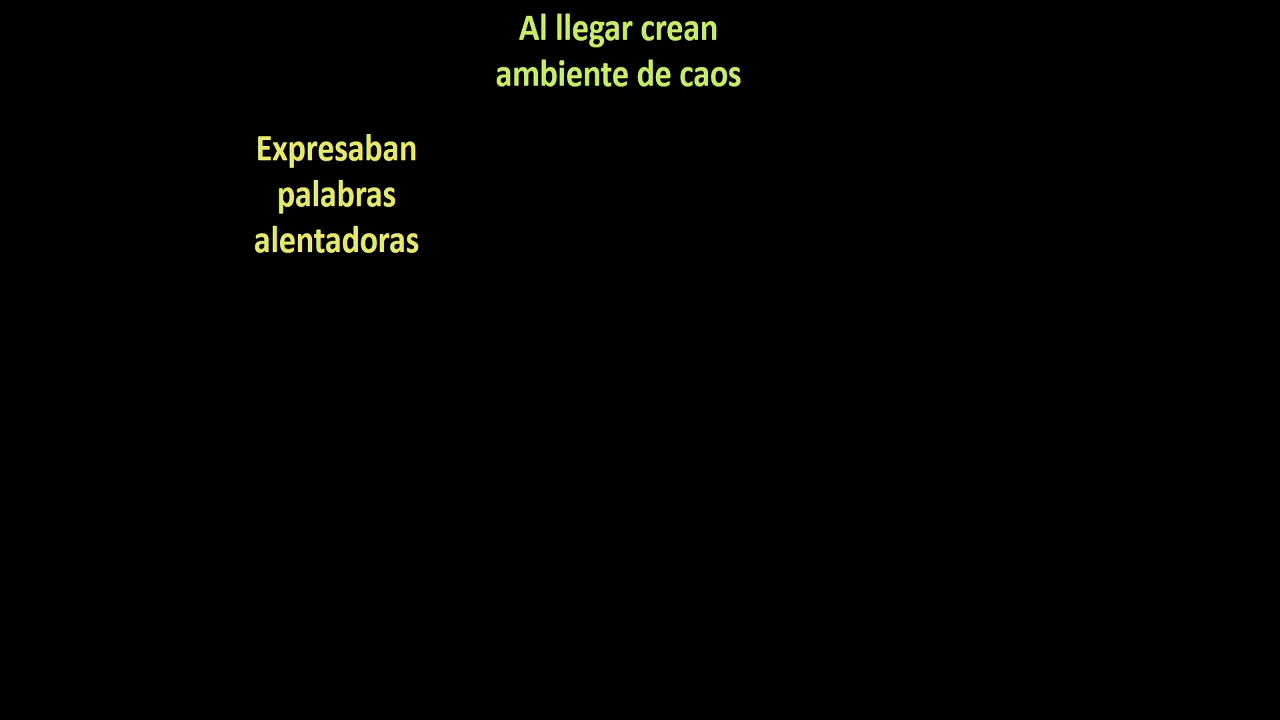 Al llegar crean
ambiente de caos
Expresaban
palabras
alentadoras